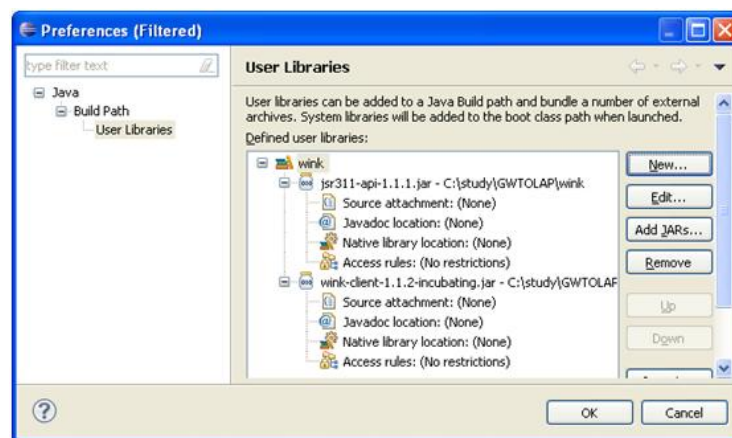 Preferences (Filtered)
type filter text
Java
Build Path
User Libraries
User Libraries
User libraries can be added to a Java Build path and bundle a number of external
archives. System libraries will be added to the boot class path when launched.
Defined user libraries:
wink
jsr311-api-1.1.1.jar - C:\study\GWTOLAP\wink
Source attachment: (None)
Javadoc location: (None)
Native library location: (None)
Access rules: (No restrictions)
wink-client-1.1.2-incubating.jar - C:\study\GWTOLAP
Source attachment: (None)
Javadoc location: (None)
Native library location: (None)
Access rules: (No restrictions)
New...
Edit...
Add JARs...
Remove
Up
Down
OK
Cancel